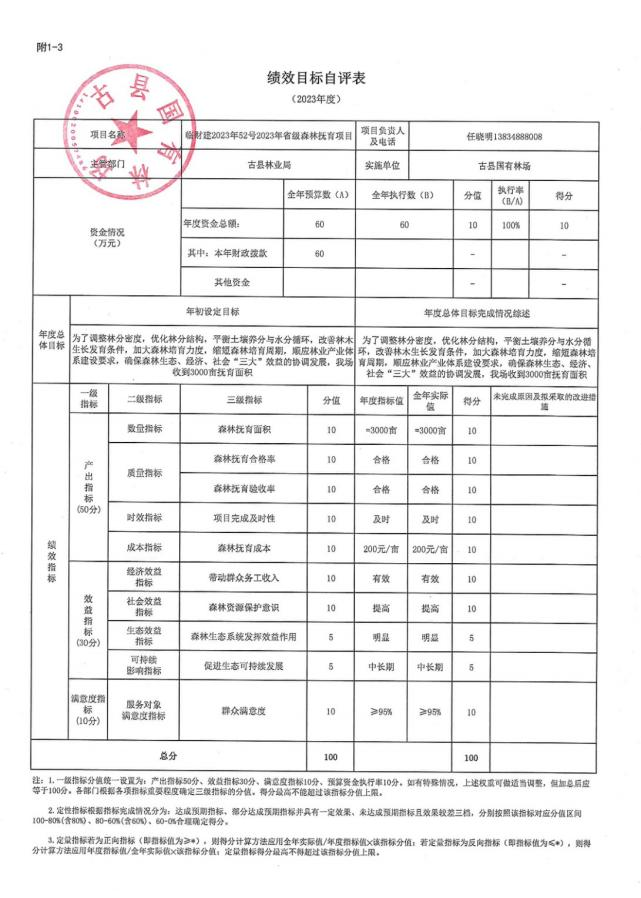 附1-3
绩效目标自评表
（2023年度）
项目名称 临财建2023年52号2023年省级森林抚育项目 项目负责人及电话 任晓明13834888008
主管部门 古县林业局 实施单位 古县国有林场
资金情况（万元） 全年预算数（A） 全年执行数（B） 分值 执行率（B/A） 得分
年度资金总额： 60 60 10 100% 10
其中：本年财政拨款 60 - -
其他资金 - -
年度总体目标 年初设定目标 年度总体目标完成情况综述
为了调整林分密度，优化林分结构，平衡土壤养分与水分循环，改善林木
生长发育条件，加大森林培育力度，缩短森林培育周期，顺应林业产业体
系建设要求，确保森林生态、经济、社会“三大”效益的协调发展，我场
收到3000亩抚育面积
为了调整林分密度，优化林分结构，平衡土壤养分与水分循
环，改善林木生长发育条件，加大森林培育力度，缩短森林培
育周期，顺应林业产业体系建设要求，确保森林生态、经济、
社会“三大”效益的协调发展，我场收到3000亩抚育面积
绩效指标
一级指标 二级指标 三级指标 分值 年度指标值 全年实际值 得分 未完成原因及拟采取的改进措施
产出指标(50分) 数量指标 森林抚育面积 10 =3000亩 =3000亩 10
质量指标 森林抚育合格率 10 合格 合格 10
森林抚育验收率 10 合格 合格 10
时效指标 项目完成及时性 10 及时 及时 10
成本指标 森林抚育成本 10 200元/亩 200元/亩 10
效益指标(30分) 经济效益指标 带动群众务工收入 10 有效 有效 10
社会效益指标 森林资源保护意识 10 提高 提高 10
生态效益指标 森林生态系统发挥效益作用 5 明显 明显 5
可持续影响指标 促进生态可持续发展 5 中长期 中长期 5
满意度指标(10分) 服务对象满意度指标 群众满意度 10 ≥95% ≥95% 10
总分 100 100
注：1.一级指标分值统一设置为：产出指标50分、效益指标30分、满意度指标10分、预算资金执行率10分。如有特殊情况，上述权重可做适当调整，但加总后应
等于100分。各部门根据各项指标重要程度确定三级指标的分值。得分最高不能超过该指标分值上限。
2.定性指标根据指标完成情况分为：达成预期指标、部分达成预期指标并具有一定效果、未达成预期指标且效果较差三档，分别按照该指标对应分值区间
100-80%(含80%)、80-60%(含60%)、60-0%合理确定得分。
3.定量指标若为正向指标（即指标值为≥*），则得分计算方法应用全年实际值/年度指标值×该指标分值；若定量指标为反向指标（即指标值为≤*），则得
分计算方法应用年度指标值/全年实际值×该指标分值；定量指标得分最高不得超过该指标分值上限。
古县国有林场